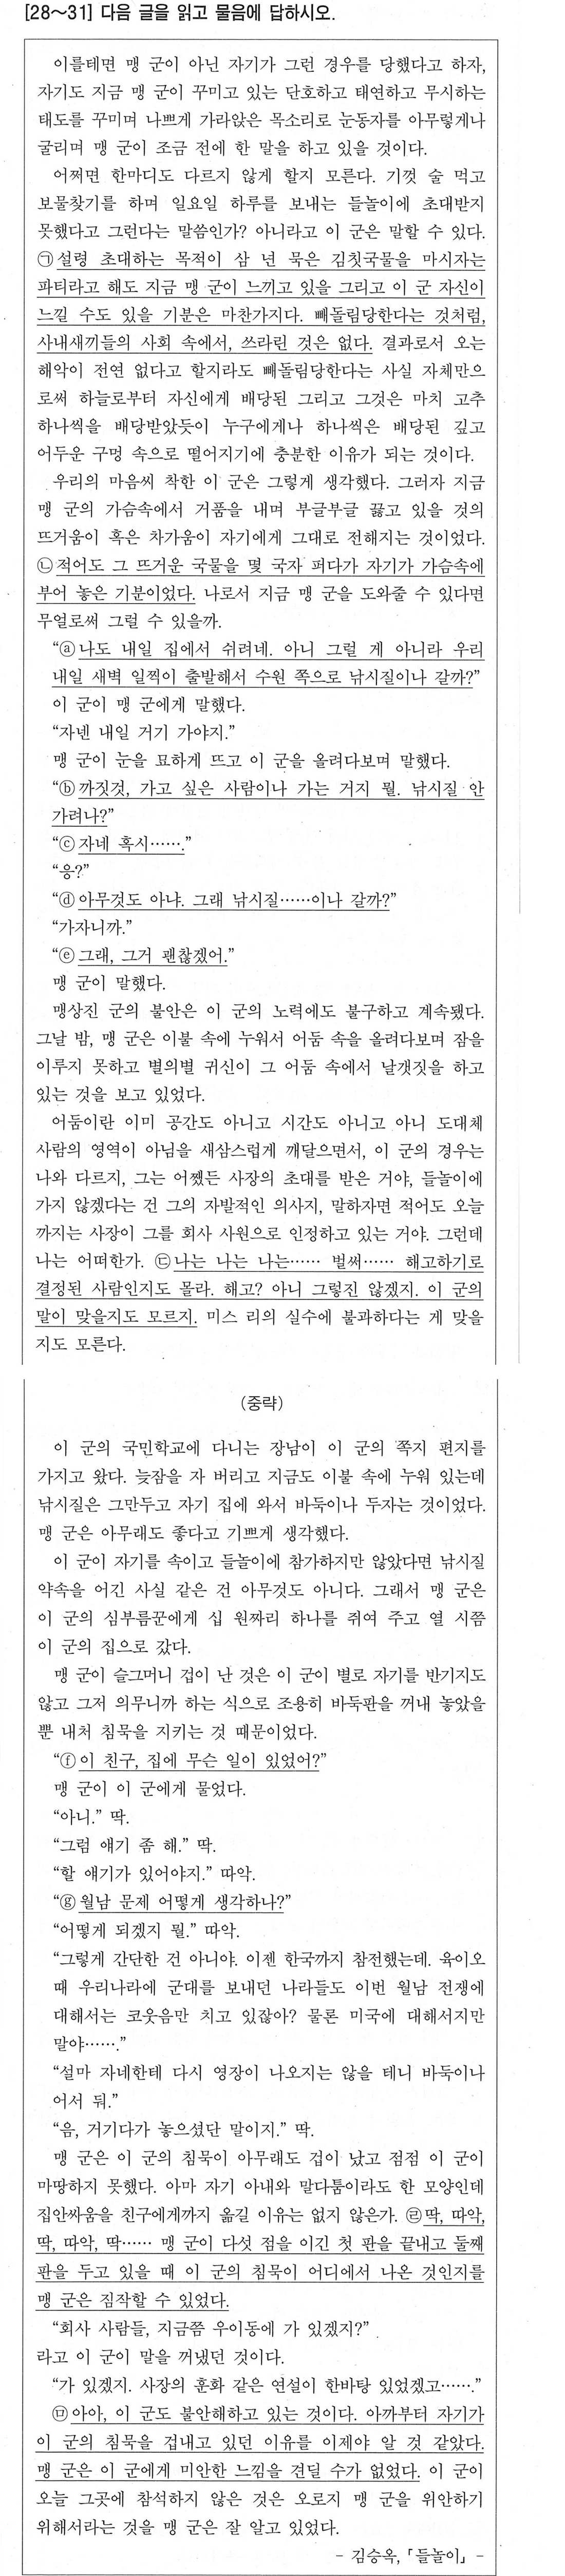 [28～31] 다음 글을 읽고 물음에 답하시오.
이를테면 맹 군이 아닌 자기가 그런 경우를 당했다고 하자,
자기도 지금 맹 군이 꾸미고 있는 단호하고 태연하고 무시하는
태도를 꾸미며 나쁘게 가라앉은 목소리로 눈동자를 아무렇게나
굴리며 맹 군이 조금 전에 한 말을 하고 있을 것이다.
어쩌면 한마디도 다르지 않게 할지 모른다. 기껏 술 먹고
보물찾기를 하며 일요일 하루를 보내는 들놀이에 초대받지
못했다고 그런다는 말씀인가? 아니라고 이 군은 말할 수 있다.
㉠설령 초대하는 목적이 삼 년 묵은 김칫국물을 마시자는
파티라고 해도 지금 맹 군이 느끼고 있을 그리고 이 군 자신이
느낄 수도 있을 기분은 마찬가지다. 빼돌림당한다는 것처럼,
사내새끼들의 사회 속에서, 쓰라린 것은 없다. 결과로서 오는
해악이 전연 없다고 할지라도 빼돌림당한다는 사실 자체만으
로써 하늘로부터 자신에게 배당된 그리고 그것은 마치 고추
하나씩을 배당받았듯이 누구에게나 하나씩은 배당된 깊고
어두운 구멍 속으로 떨어지기에 충분한 이유가 되는 것이다.
우리의 마음씨 착한 이 군은 그렇게 생각했다. 그러자 지금
맹 군의 가슴속에서 거품을 내며 부글부글 끓고 있을 것의
뜨거움이 혹은 차가움이 자기에게 그대로 전해지는 것이었다.
㉡적어도 그 뜨거운 국물을 몇 국자 퍼다가 자기가 가슴속에
부어 놓은 기분이었다. 나로서 지금 맹 군을 도와줄 수 있다면
무얼로써 그럴 수 있을까.
“ⓐ나도 내일 집에서 쉬려네. 아니 그럴 게 아니라 우리
내일 새벽 일찍이 출발해서 수원 쪽으로 낚시질이나 갈까?”
이 군이 맹 군에게 말했다.
“자넨 내일 거기 가야지.”
맹 군이 눈을 묘하게 뜨고 이 군을 올려다보며 말했다.
“ⓑ까짓것, 가고 싶은 사람이나 가는 거지 뭘. 낚시질 안
가려나?”
“ⓒ자네 혹시…….”
“응?”
“ⓓ아무것도 아냐. 그래 낚시질……이나 갈까?”
“가자니까.”
“ⓔ그래, 그거 괜찮겠어.”
맹 군이 말했다.
맹상진 군의 불안은 이 군의 노력에도 불구하고 계속됐다.
그날 밤, 맹 군은 이불 속에 누워서 어둠 속을 올려다보며 잠을
이루지 못하고 별의별 귀신이 그 어둠 속에서 날갯짓을 하고
있는 것을 보고 있었다.
어둠이란 이미 공간도 아니고 시간도 아니고 아니 도대체
사람의 영역이 아님을 새삼스럽게 깨달으면서, 이 군의 경우는
나와 다르지, 그는 어쨌든 사장의 초대를 받은 거야, 들놀이에
가지 않겠다는 건 그의 자발적인 의사지, 말하자면 적어도 오늘
까지는 사장이 그를 회사 사원으로 인정하고 있는 거야. 그런데
나는 어떠한가. ㉢나는 나는 나는…… 벌써…… 해고하기로
결정된 사람인지도 몰라. 해고? 아니 그렇진 않겠지. 이 군의
말이 맞을지도 모르지. 미스 리의 실수에 불과하다는 게 맞을
지도 모른다.
(중략)
이 군의 국민학교에 다니는 장남이 이 군의 쪽지 편지를
가지고 왔다. 늦잠을 자 버리고 지금도 이불 속에 누워 있는데
낚시질은 그만두고 자기 집에 와서 바둑이나 두자는 것이었다.
맹 군은 아무래도 좋다고 기쁘게 생각했다.
이 군이 자기를 속이고 들놀이에 참가하지만 않았다면 낚시질
약속을 어긴 사실 같은 건 아무것도 아니다. 그래서 맹 군은
이 군의 심부름꾼에게 십 원짜리 하나를 쥐여 주고 열 시쯤
이 군의 집으로 갔다.
맹 군이 슬그머니 겁이 난 것은 이 군이 별로 자기를 반기지도
않고 그저 의무니까 하는 식으로 조용히 바둑판을 꺼내 놓았을
뿐 내처 침묵을 지키는 것 때문이었다.
“ⓕ이 친구, 집에 무슨 일이 있었어?”
맹 군이 이 군에게 물었다.
“아니.” 딱.
“그럼 얘기 좀 해.” 딱.
“할 얘기가 있어야지.” 따악.
“ⓖ월남 문제 어떻게 생각하나?”
“어떻게 되겠지 뭘.” 따악.
“그렇게 간단한 건 아니야. 이젠 한국까지 참전했는데. 육이오
때 우리나라에 군대를 보내던 나라들도 이번 월남 전쟁에
대해서는 코웃음만 치고 있잖아? 물론 미국에 대해서지만
말야…….”
“설마 자네한테 다시 영장이 나오지는 않을 테니 바둑이나
어서 둬.”
“음, 거기다가 놓으셨단 말이지.” 딱.
맹 군은 이 군의 침묵이 아무래도 겁이 났고 점점 이 군이
마땅하지 못했다. 아마 자기 아내와 말다툼이라도 한 모양인데
집안싸움을 친구에게까지 옮길 이유는 없지 않은가. ㉣딱, 따악,
딱, 따악, 딱…… 맹 군이 다섯 점을 이긴 첫 판을 끝내고 둘째
판을 두고 있을 때 이 군의 침묵이 어디에서 나온 것인지를
맹 군은 짐작할 수 있었다.
“회사 사람들, 지금쯤 우이동에 가 있겠지?”
라고 이 군이 말을 꺼냈던 것이다.
“가 있겠지. 사장의 훈화 같은 연설이 한바탕 있었겠고…….”
㉤아아, 이 군도 불안해하고 있는 것이다. 아까부터 자기가
이 군의 침묵을 겁내고 있던 이유를 이제야 알 것 같았다.
맹 군은 이 군에게 미안한 느낌을 견딜 수가 없었다. 이 군이
오늘 그곳에 참석하지 않은 것은 오로지 맹 군을 위안하기
위해서라는 것을 맹 군은 잘 알고 있었다.
- 김승옥, 「들놀이」 -